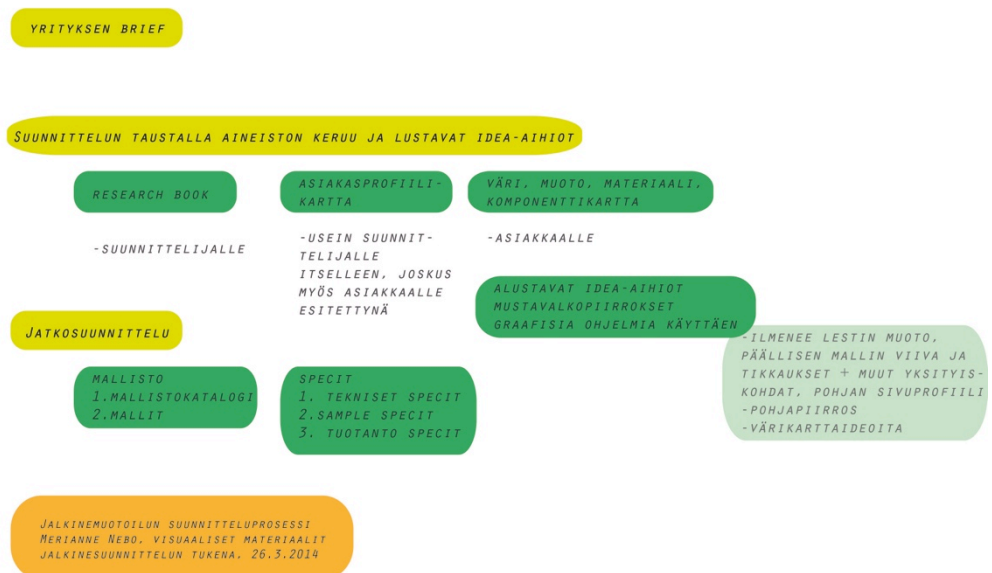 YRITYKSEN BRIEF
SUUNNITTELUN TAUSTALLA AINEISTON KERUU JA LUSTAVAT IDEA-AIHIOT
RESEARCH BOOK
-SUUNNITTELIJALLE
ASIAKASPROFIILI-
KARTTA
-USEIN SUUNNIT-
TELIJALLE
ITSELLEEN, JOSKUS
MYÖS ASIAKKAALLE
ESITETTYNÄ
VÄRI, MUOTO, MATERIAALI,
KOMPONENTTIKARTTA
-ASIAKKAALLE
ALUSTAVAT IDEA-AIHIOT
MUSTAVALKOPIIRROKSET
GRAAFISIA OHJELMIA KÄYTTÄEN
-ILMENEE LESTIN MUOTO,
PÄÄLLISEN MALLIN VIIVA JA
TIKKAUKSET + MUUT YKSITYIS-
KOHDAT, POHJAN SIVUPROFIILI
-POHJAPIIRROS
-VÄRIKARTTAIDEOITA
JATKOSUUNNITTELU
MALLISTO
1.MALLISTOKATALOGI
2.MALLIT
SPECIT
1. TEKNISET SPECIT
2.SAMPLE SPECIT
3. TUOTANTO SPECIT
JALKINEMUOTOILUN SUUNNITTELUPROSESSI
MERIANNE NEBO, VISUAALISET MATERIAALIT
JALKINESUUNNITTELUN TUKENA, 26.3.2014